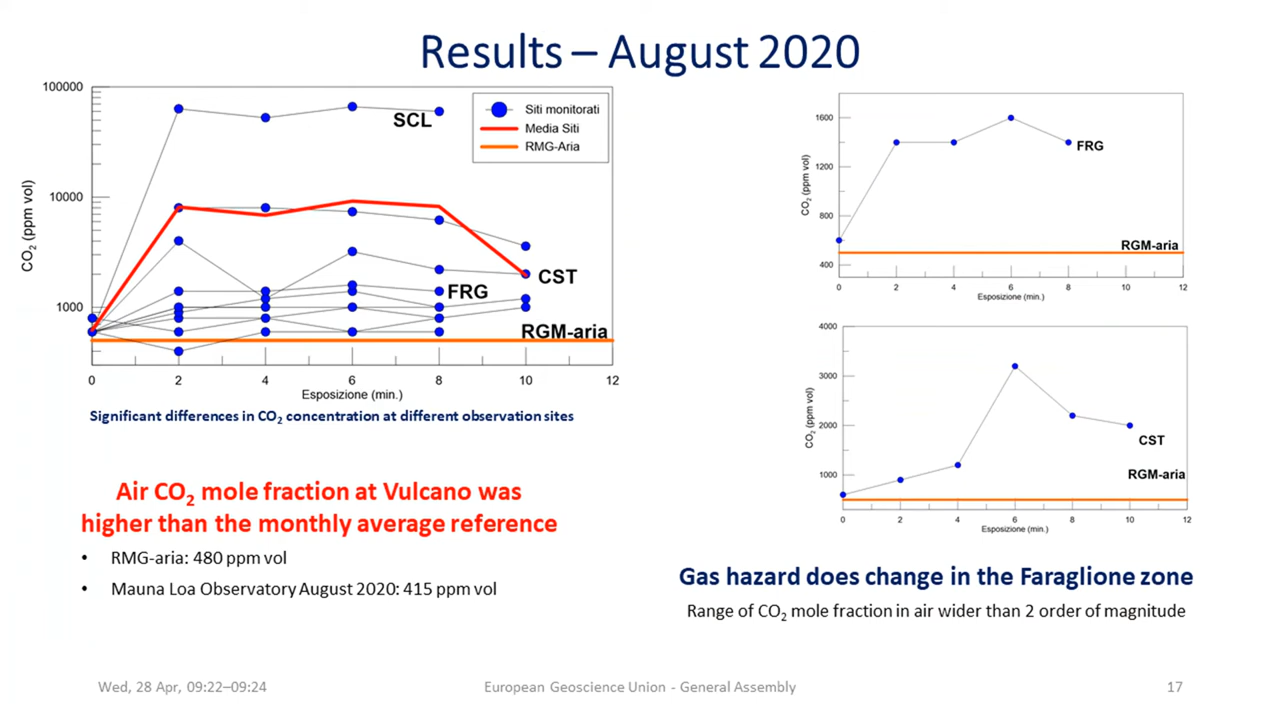 Results – August 2020
100000
10000
1000
CO2 (ppm vol)
0 2 4 6 8 10 12
Esposizione (min.)
SCL
CST
FRG
RGM-aria
Siti monitorati
Media Siti
RMG-Aria
Significant differences in CO2 concentration at different observation sites
Air CO2 mole fraction at Vulcano was
higher than the monthly average reference
• RMG-aria: 480 ppm vol
• Mauna Loa Observatory August 2020: 415 ppm vol
1600
1200
800
400
CO2 (ppm vol)
FRG
RGM-aria
0 2 4 6 8 10 12
Esposizione (min.)
4000
3000
2000
1000
CO2 (ppm vol)
CST
RGM-aria
0 2 4 6 8 10 12
Esposizione (min.)
Gas hazard does change in the Faraglione zone
Range of CO2 mole fraction in air wider than 2 order of magnitude
Wed, 28 Apr, 09:22–09:24
European Geoscience Union - General Assembly
17